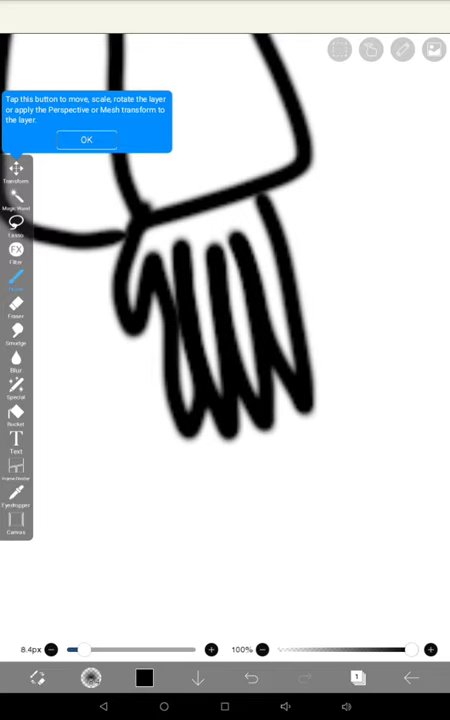 Tap this button to move, scale, rotate the layer
or apply the Perspective or Mesh transform to
the layer.
OK
Transform
Magic Wand
Lasso
FX
Filter
Eraser
Smudge
Blur
Special
Bucket
T
Text
Frame Divider
Eyedropper
Canvas
8.4px
100%
1